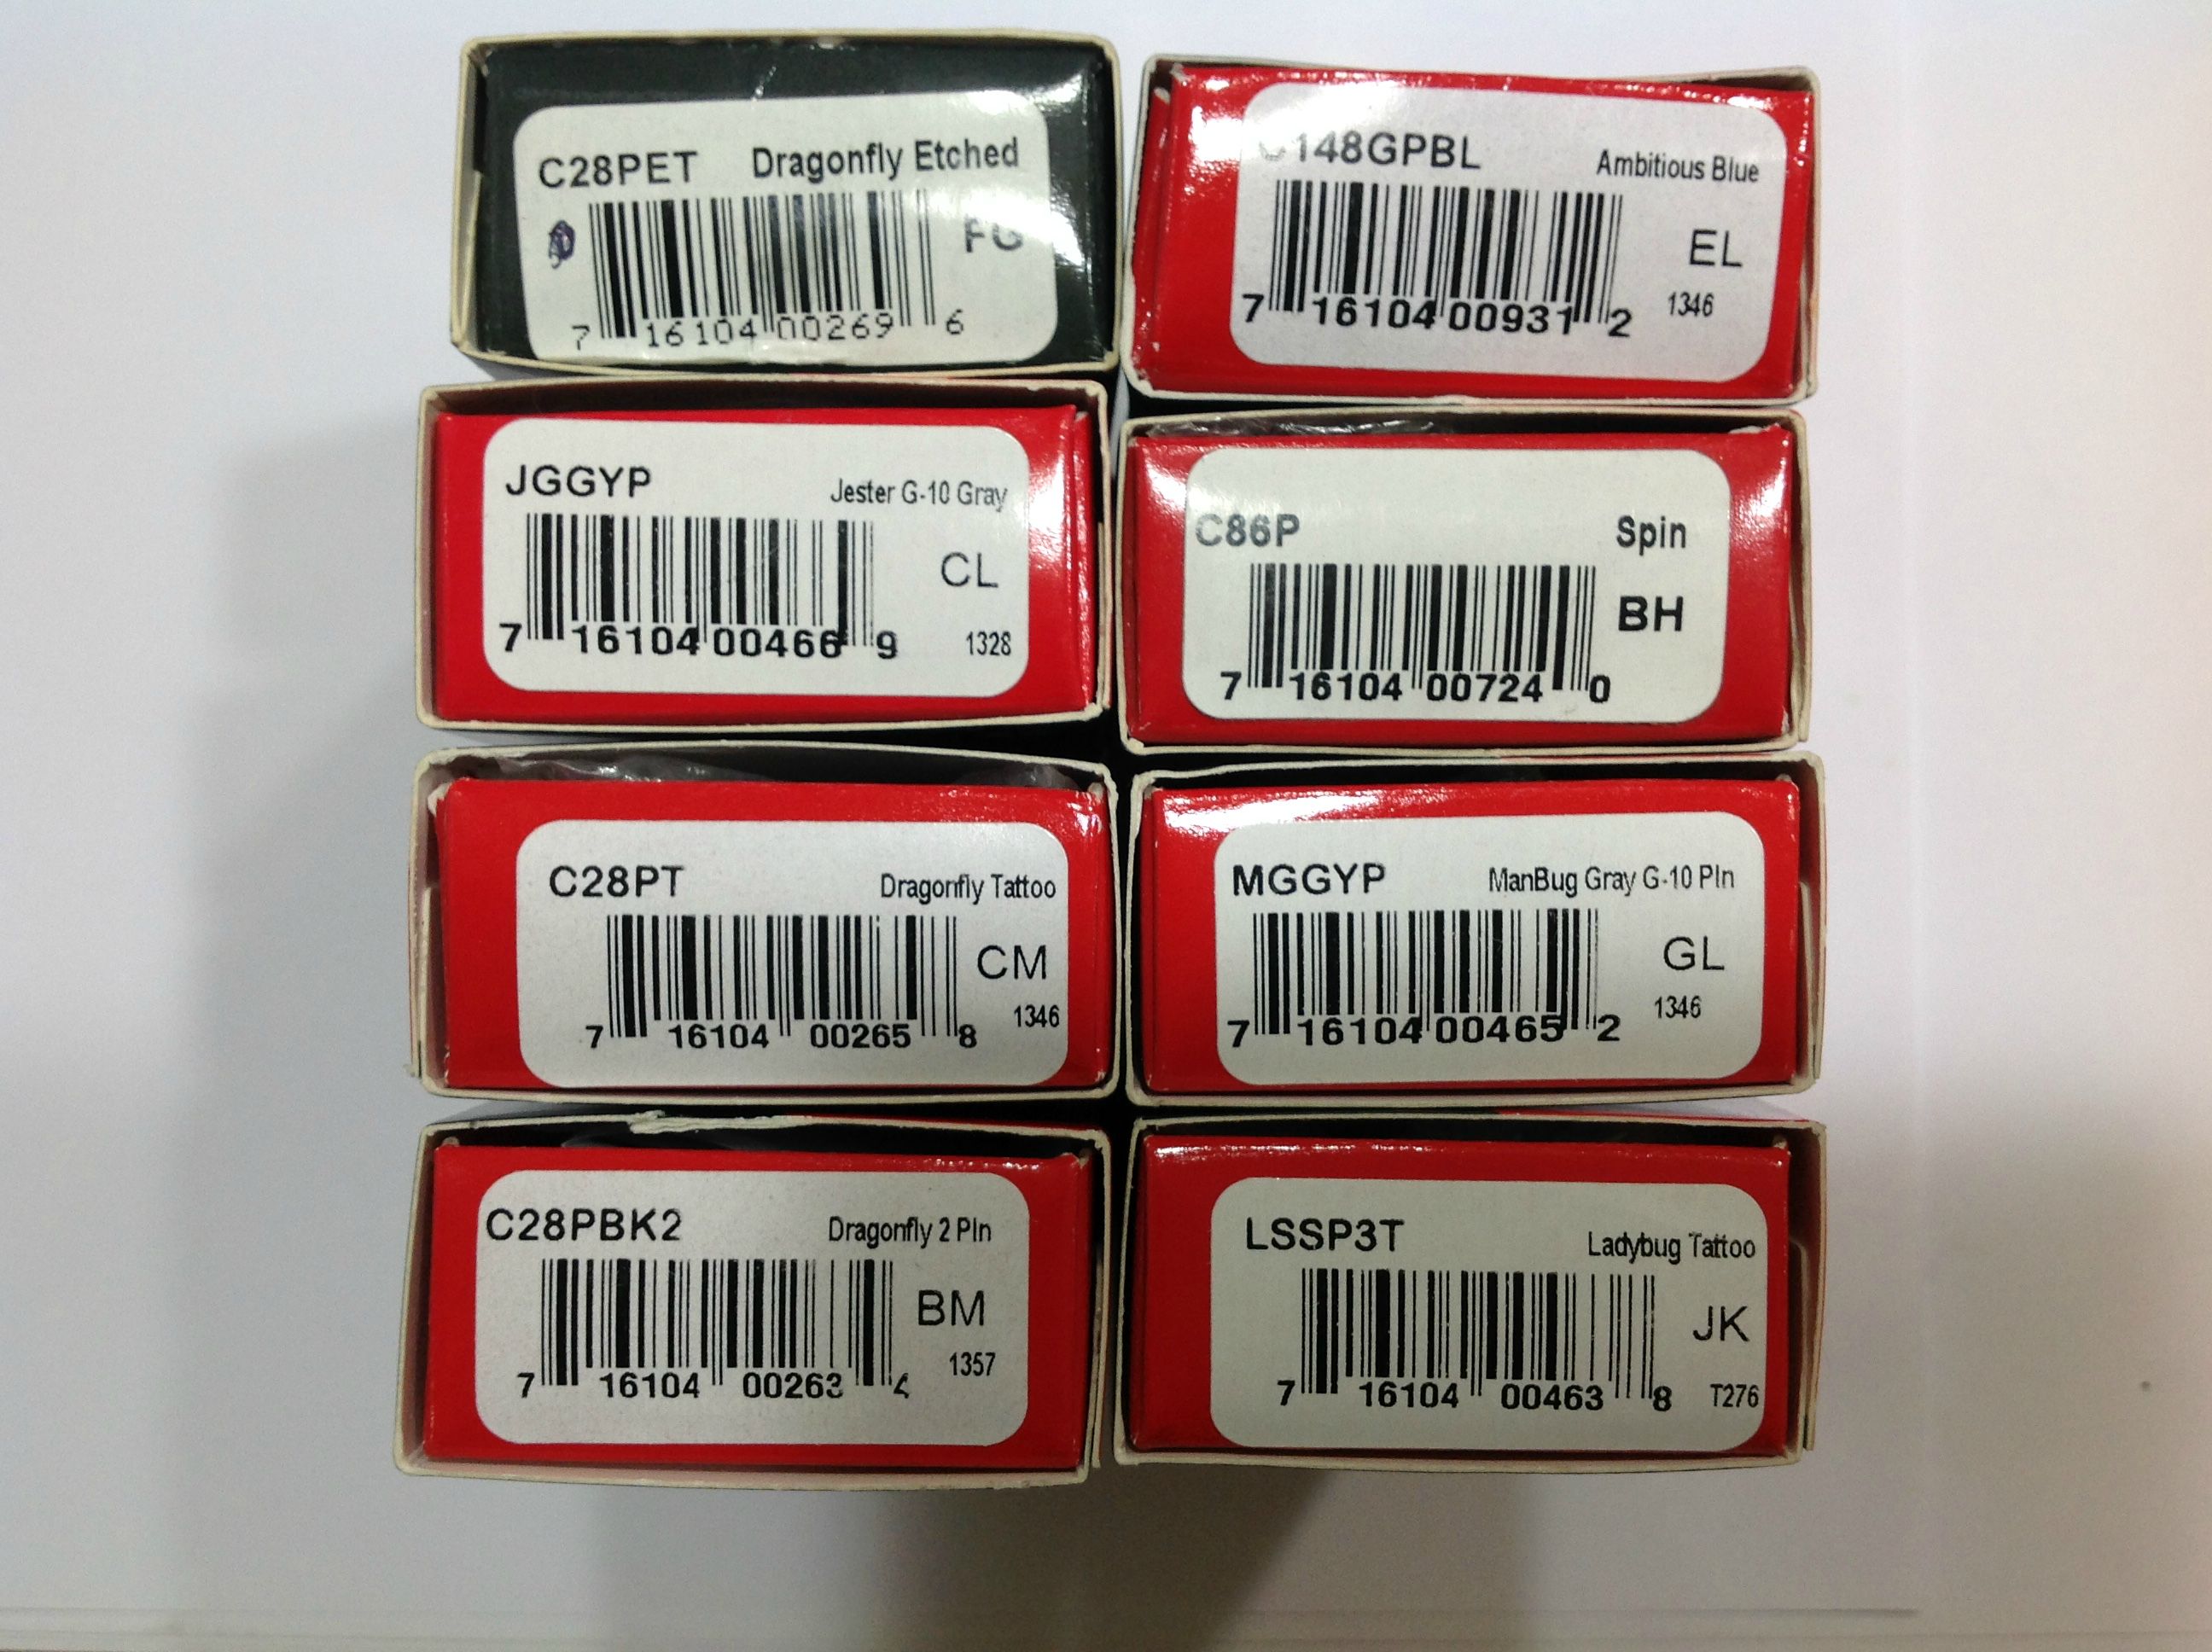 C28PET Dragonfly Etched
FG
7 16104 00269 6
C148GPBL Ambitious Blue
EL
7 16104 00931 2 1346
JGGYP Jester G-10 Gray
CL
7 16104 00466 9 1328
C86P Spin
BH
7 16104 00724 0
C28PT Dragonfly Tattoo
CM
1346
7 16104 00265 8
MGGYP ManBug Gray G-10 Pln
GL
1346
7 16104 00465 2
C28PBK2 Dragonfly 2 Pln
BM
1357
7 16104 00263 4
LSSP3T Ladybug Tattoo
JK
7 16104 00463 8 T276